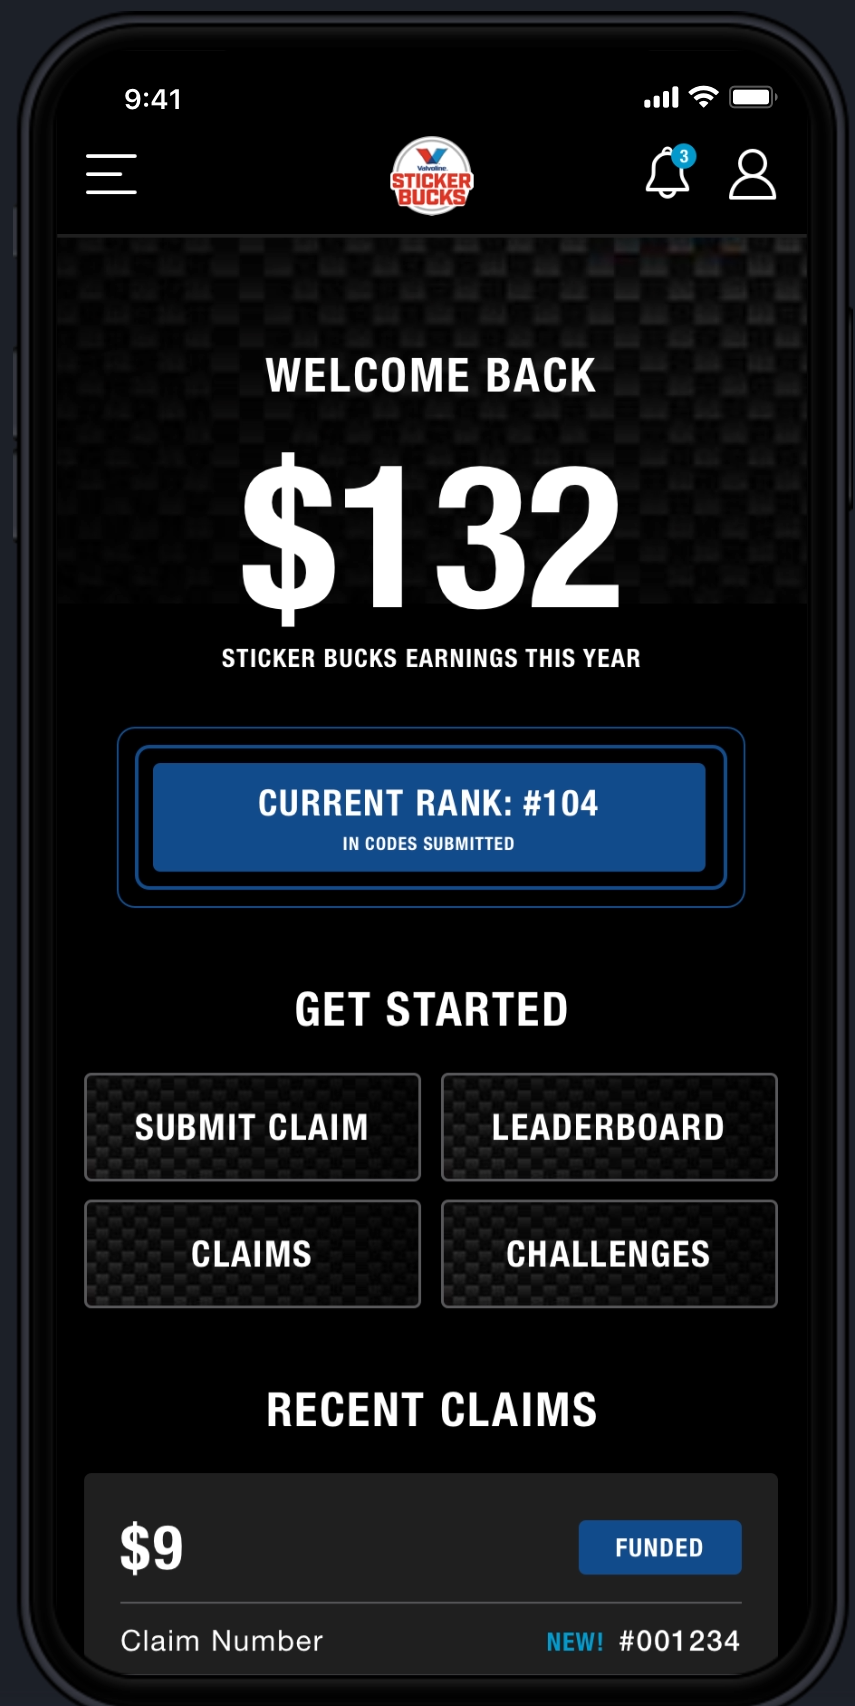 9:41
3
Valvoline
STICKER
BUCKS
WELCOME BACK
$132
STICKER BUCKS EARNINGS THIS YEAR
CURRENT RANK: #104
IN CODES SUBMITTED
GET STARTED
SUBMIT CLAIM LEADERBOARD
CLAIMS CHALLENGES
RECENT CLAIMS
$9 FUNDED
Claim Number NEW! #001234